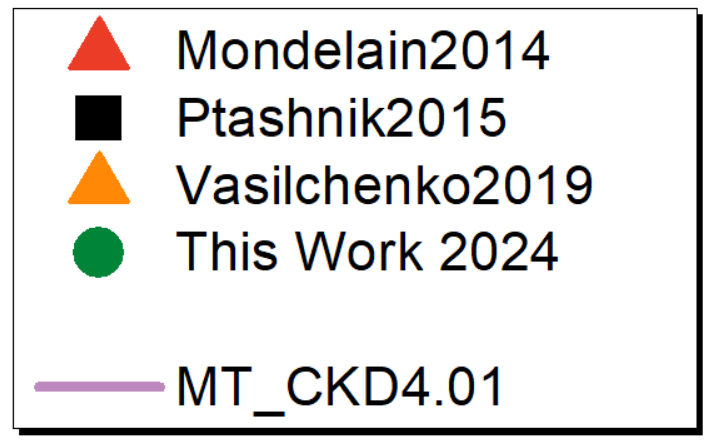 Mondelain2014
Ptashnik2015
Vasilchenko2019
This Work 2024
MT_CKD4.01